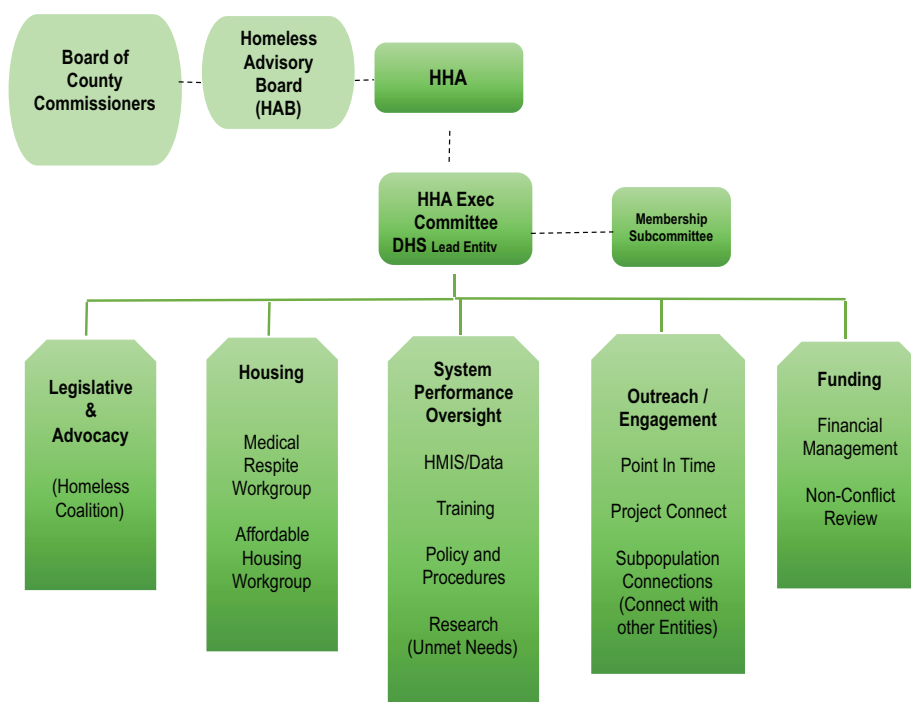 Board of
County
Commissioners
Homeless
Advisory
Board
(HAB)
HHA
HHA Exec
Committee
DHS Lead Entity
Membership
Subcommittee
Legislative
&
Advocacy
(Homeless
Coalition)
Housing
Medical
Respite
Workgroup
Affordable
Housing
Workgroup
System
Performance
Oversight
HMIS/Data
Training
Policy and
Procedures
Research
(Unmet Needs)
Outreach /
Engagement
Point In Time
Project Connect
Subpopulation
Connections
(Connect with
other Entities)
Funding
Financial
Management
Non-Conflict
Review